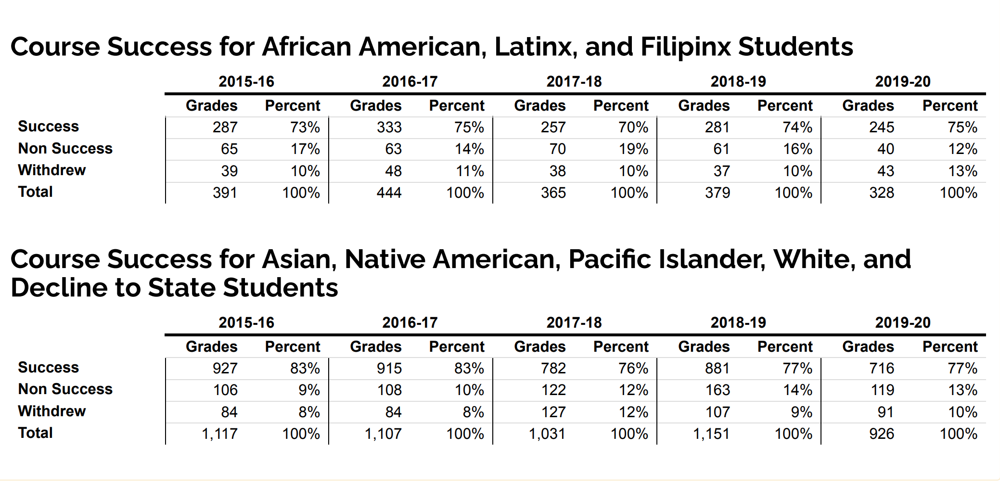 Course Success for African American, Latinx, and Filipinx Students
2015-16 2016-17 2017-18 2018-19 2019-20
Grades Percent Grades Percent Grades Percent Grades Percent Grades Percent
Success 287 73% 333 75% 257 70% 281 74% 245 75%
Non Success 65 17% 63 14% 70 19% 61 16% 40 12%
Withdrew 39 10% 48 11% 38 10% 37 10% 43 13%
Total 391 100% 444 100% 365 100% 379 100% 328 100%
Course Success for Asian, Native American, Pacific Islander, White, and
Decline to State Students
2015-16 2016-17 2017-18 2018-19 2019-20
Grades Percent Grades Percent Grades Percent Grades Percent Grades Percent
Success 927 83% 915 83% 782 76% 881 77% 716 77%
Non Success 106 9% 108 10% 122 12% 163 14% 119 13%
Withdrew 84 8% 84 8% 127 12% 107 9% 91 10%
Total 1,117 100% 1,107 100% 1,031 100% 1,151 100% 926 100%